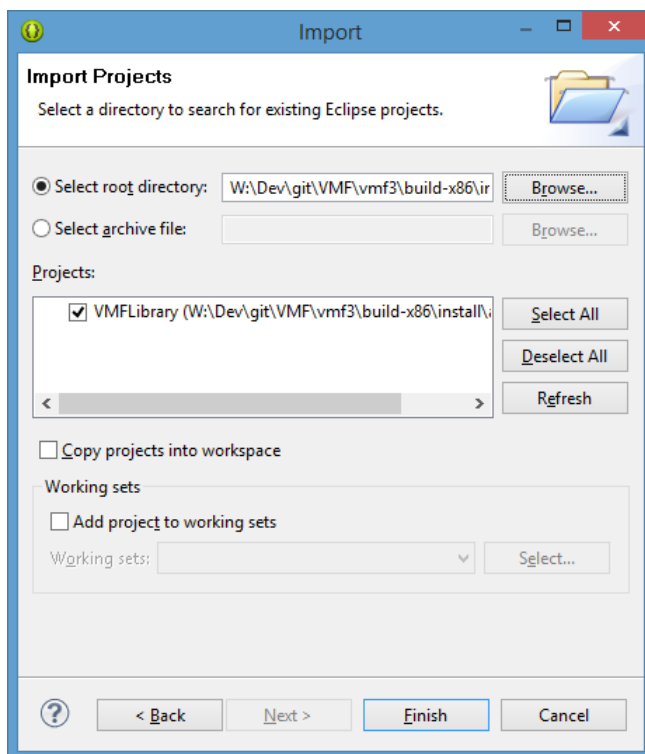 Import
Import Projects
Select a directory to search for existing Eclipse projects.
Select root directory: W:\Dev\git\VMF\vmf3\build-x86\ir Browse...
Select archive file: Browse...
Projects:
VMFLibrary (W:\Dev\git\VMF\vmf3\build-x86\install\a
Select All
Deselect All
Refresh
Copy projects into workspace
Working sets
Add project to working sets
Working sets: Select...
? < Back Next > Finish Cancel